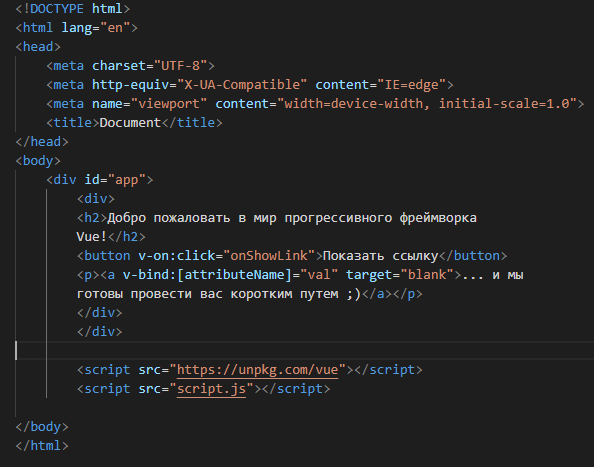 <!DOCTYPE html>
<html lang="en">
<head>
    <meta charset="UTF-8">
    <meta http-equiv="X-UA-Compatible" content="IE=edge">
    <meta name="viewport" content="width=device-width, initial-scale=1.0">
    <title>Document</title>
</head>
<body>
    <div id="app">
        <div>
        <h2>Добро пожаловать в мир прогрессивного фреймворка
        Vue!</h2>
        <button v-on:click="onShowLink">Показать ссылку</button>
        <p><a v-bind:[attributeName]="val" target="blank">... и мы
        готовы провести вас коротким путем ;)</a></p>
        </div>
        </div>
        <script src="https://unpkg.com/vue"></script>
        <script src="script.js"></script>
</body>
</html>